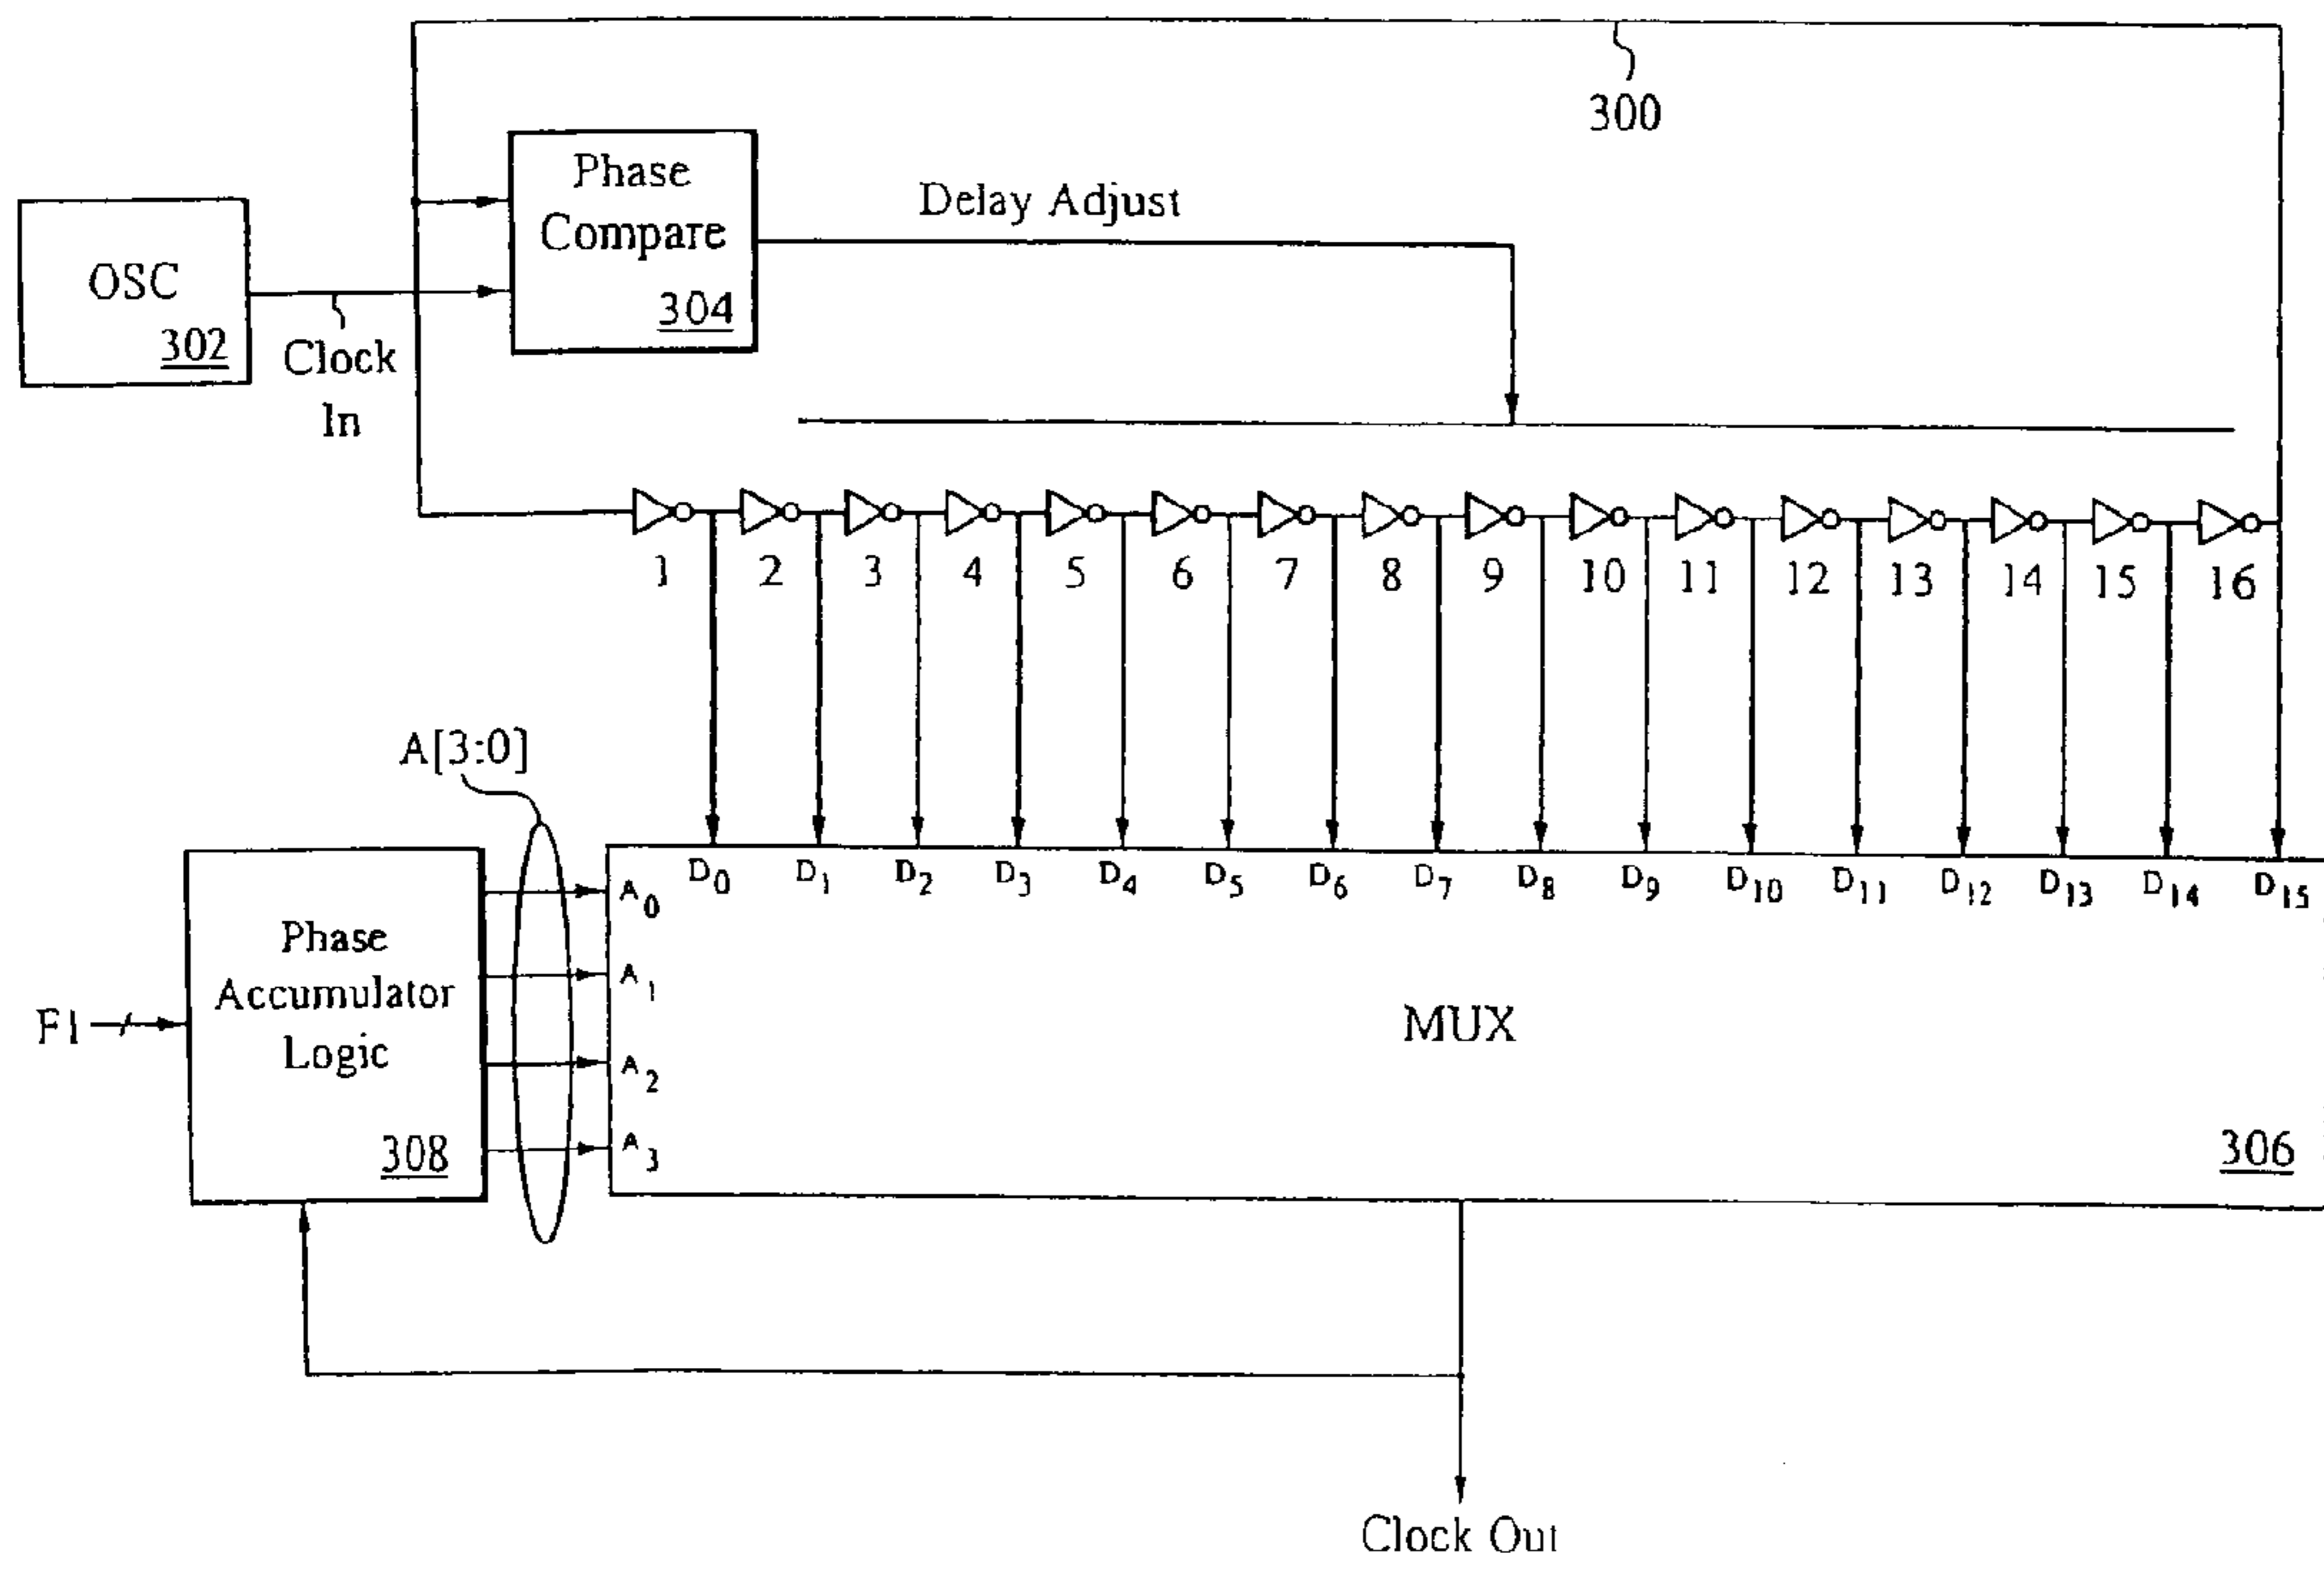 300
Phase
Compare
304
Delay Adjust
OSC
302
Clock
In
1 2 3 4 5 6 7 8 9 10 11 12 13 14 15 16
A[3:0]
D0 D1 D2 D3 D4 D5 D6 D7 D8 D9 D10 D11 D12 D13 D14 D15
A0
A1
A2
A3
Phase
Accumulator
Logic
308
F1
MUX
306
Clock Out